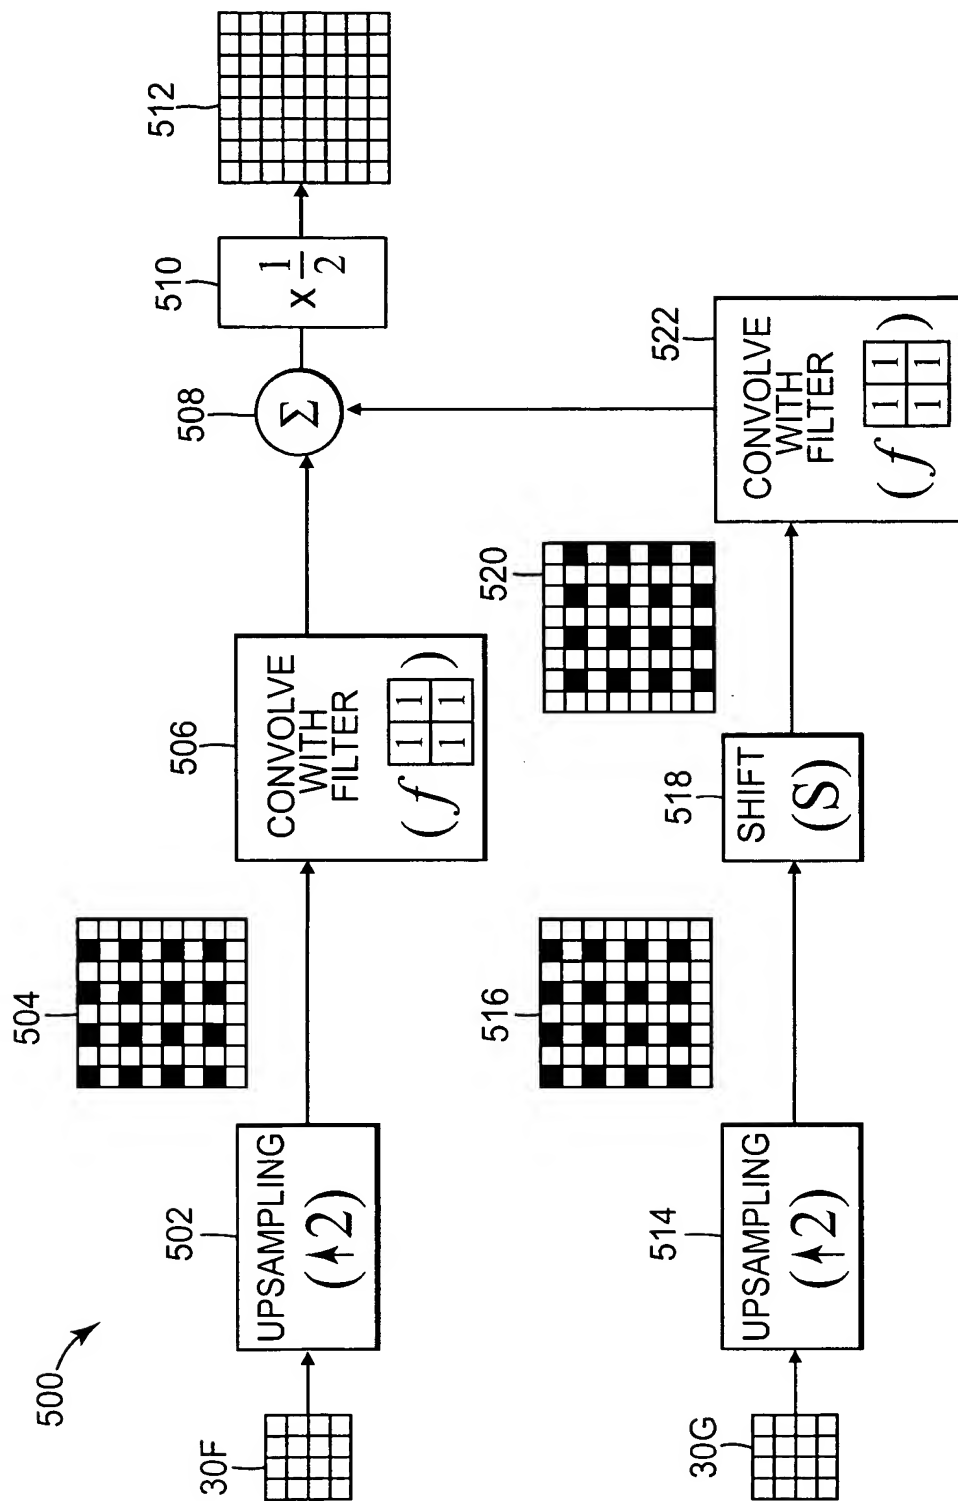 500
30F
502
UPSAMPLING
(↑2)
504
506
CONVOLVE
WITH
FILTER
(f 1 1
1 1 )
508
Σ
510
x 1/2
512
30G
514
UPSAMPLING
(↑2)
516
518
SHIFT
(S)
520
522
CONVOLVE
WITH
FILTER
(f 1 1
1 1 )